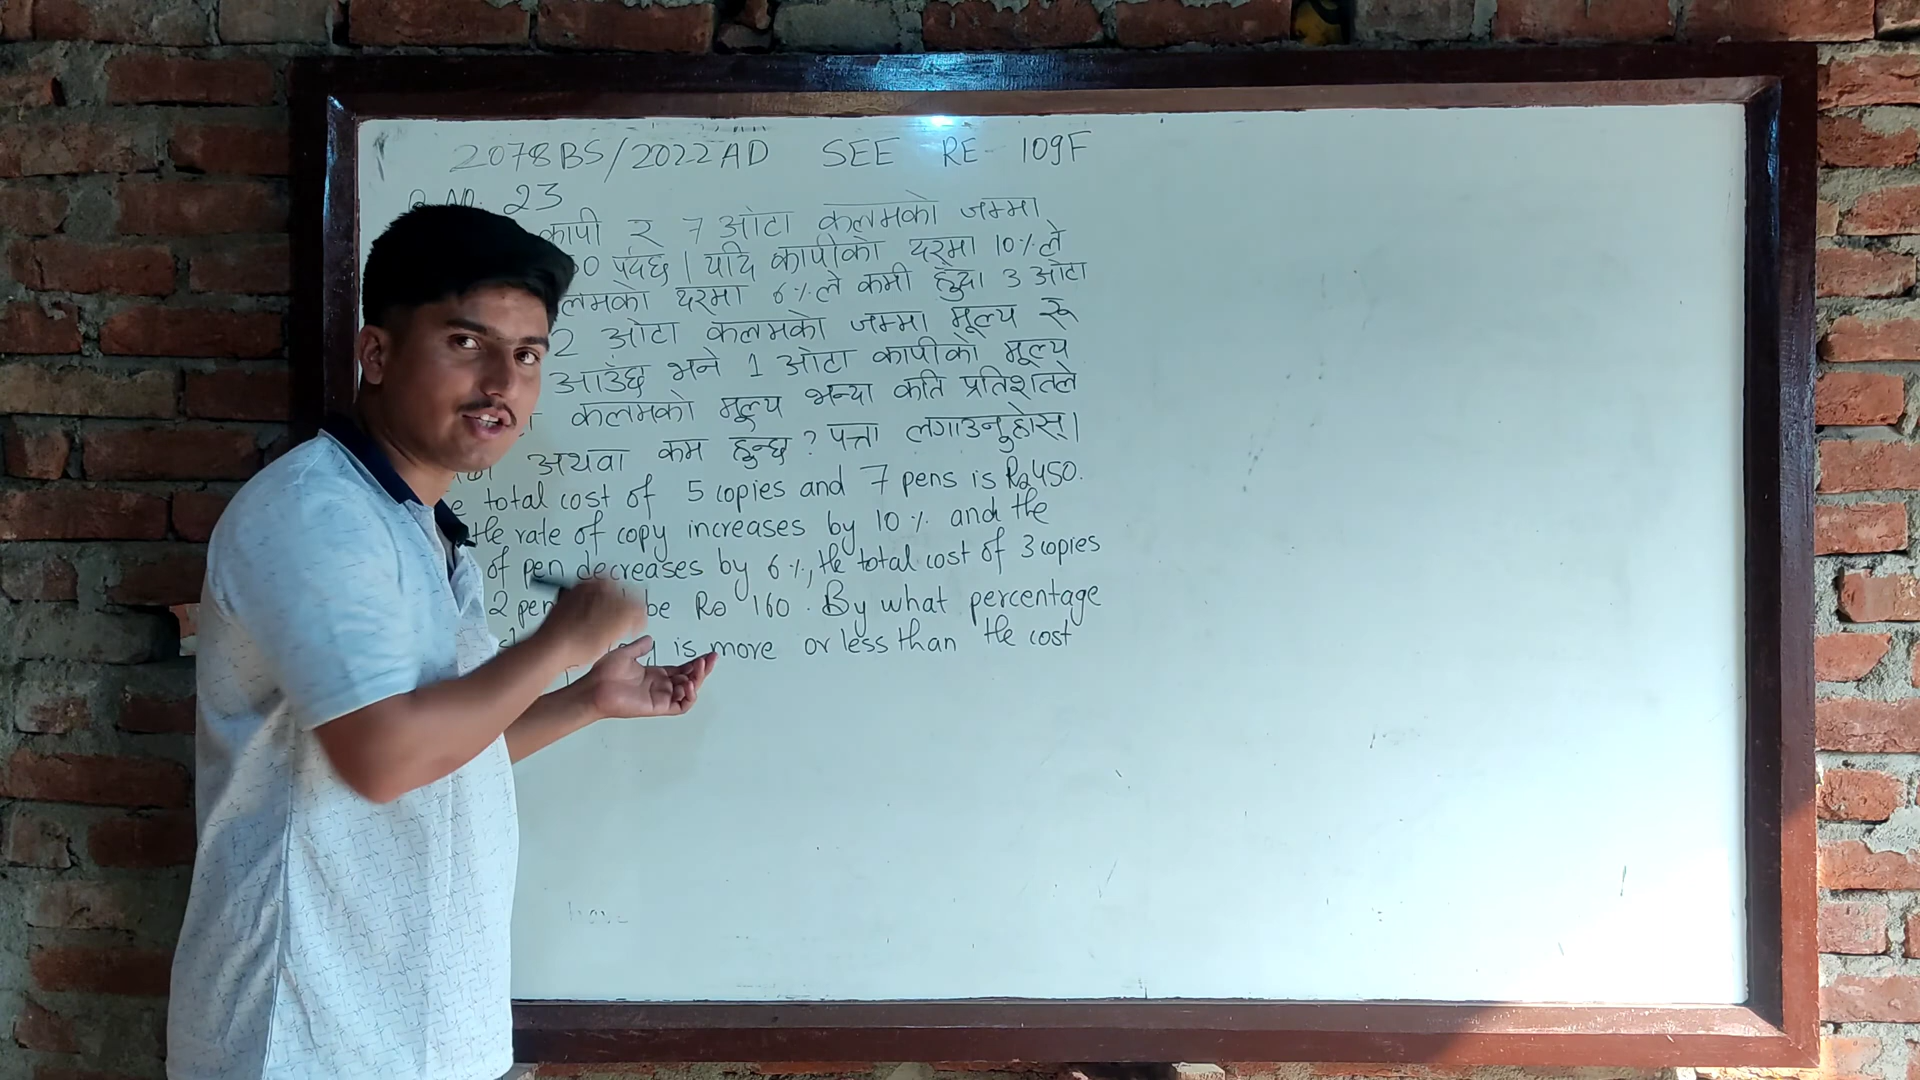 2078BS/2022AD SEE RE-109F
Q.NO. 23
कापी र 7 ओटा कलमको जम्मा
पर्दछ । यदि कापीको दरमा 10% ले
कलमको दरमा 6% ले कमी हुँदा 3 ओटा
2 ओटा कलमको जम्मा मूल्य रू
आउँछ भने 1 ओटा कापीको मूल्य
कलमको मूल्य भन्दा कति प्रतिशतले
अथवा कम हुन्छ ? पत्ता लगाउनुहोस् ।
total cost of 5 copies and 7 pens is Rs 450.
the rate of copy increases by 10% and the
of pen decreases by 6%, the total cost of 3 copies
2 pen be Rs 160. By what percentage
is more or less than the cost